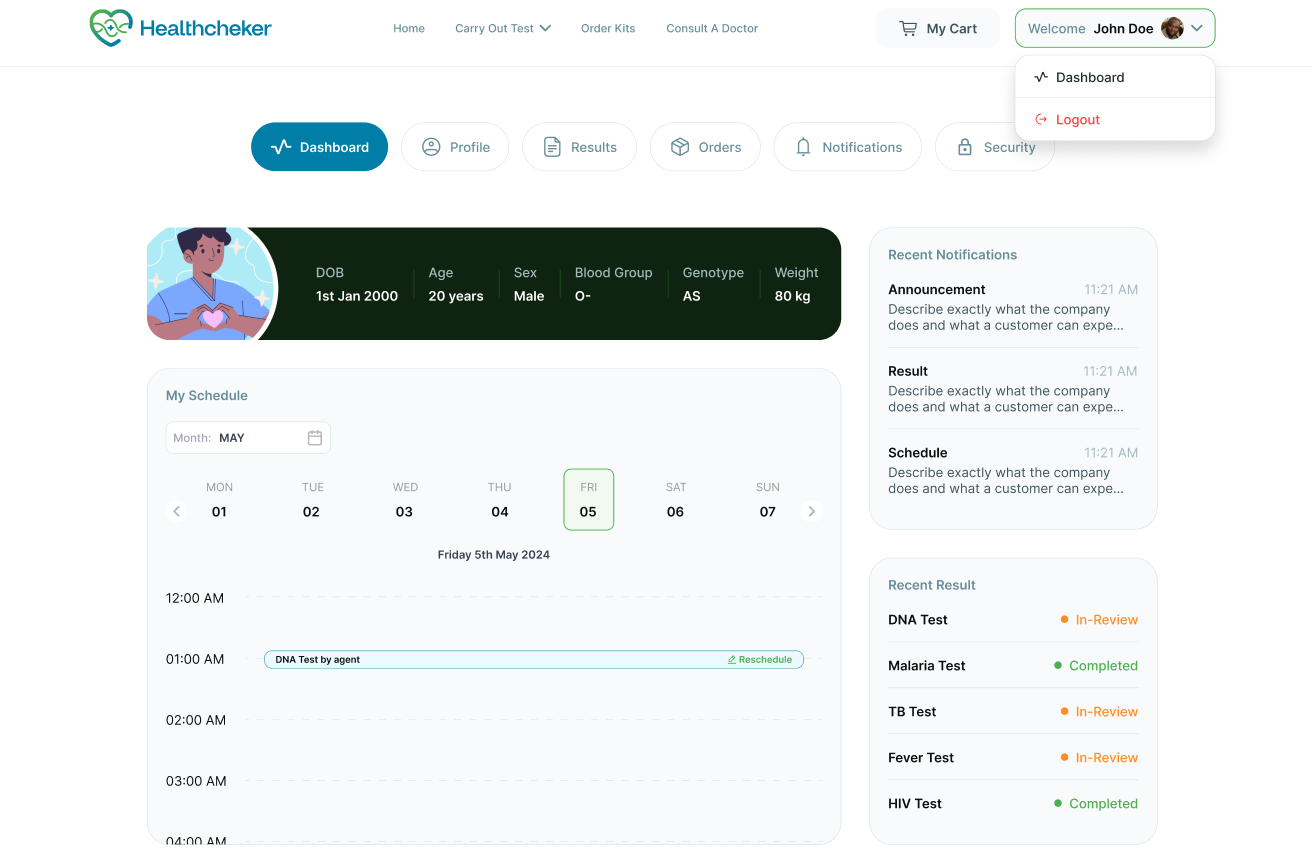 Healthcheker
Home
Carry Out Test
Order Kits
Consult A Doctor
My Cart
Welcome John Doe
Dashboard
Logout
Dashboard
Profile
Results
Orders
Notifications
Security
DOB
1st Jan 2000
Age
20 years
Sex
Male
Blood Group
O-
Genotype
AS
Weight
80 kg
My Schedule
Month: MAY
MON
01
TUE
02
WED
03
THU
04
FRI
05
SAT
06
SUN
07
Friday 5th May 2024
12:00 AM
01:00 AM
DNA Test by agent
Reschedule
02:00 AM
03:00 AM
04:00 AM
Recent Notifications
Announcement
11:21 AM
Describe exactly what the company
does and what a customer can expe...
Result
11:21 AM
Describe exactly what the company
does and what a customer can expe...
Schedule
11:21 AM
Describe exactly what the company
does and what a customer can expe...
Recent Result
DNA Test
In-Review
Malaria Test
Completed
TB Test
In-Review
Fever Test
In-Review
HIV Test
Completed